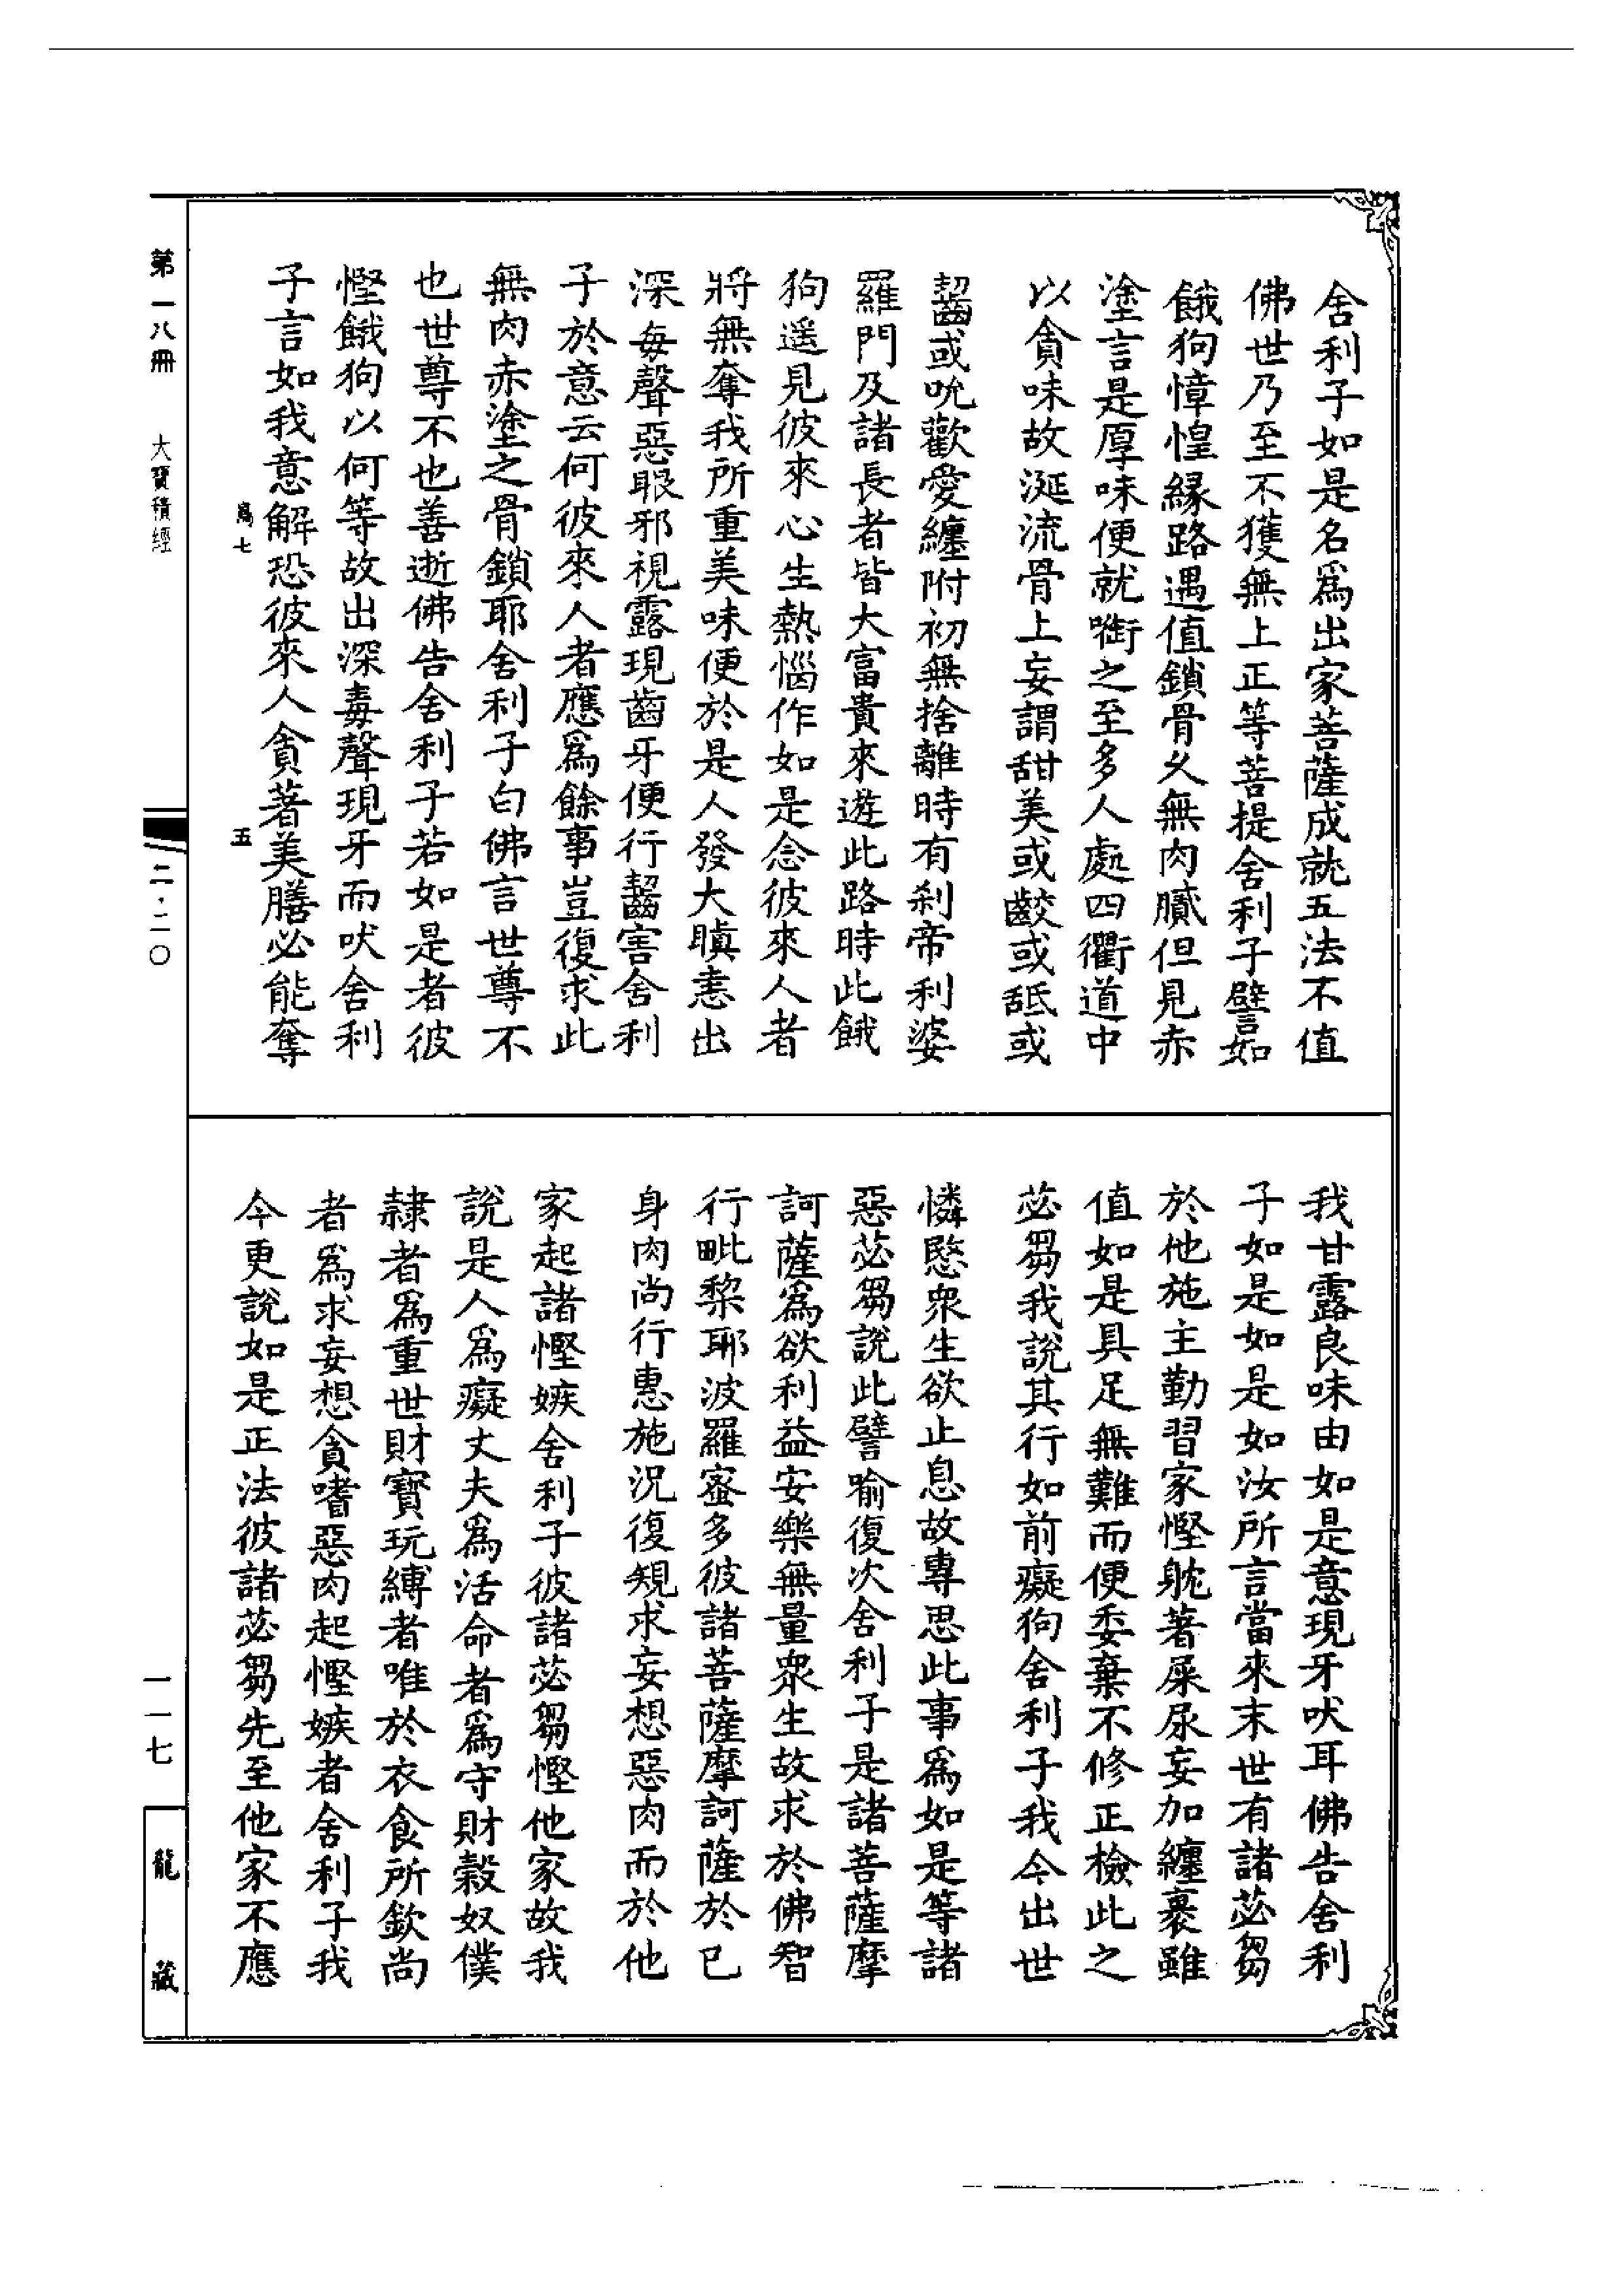 舍利子如是名爲出家菩薩成就五法不值
佛世乃至不獲無上正等菩提舍利子譬如
餓狗慞惶緣路遇值鎖骨久無肉膩但見赤
塗言是厚味便就嚙之至多人處四衢道中
以貪味故涎流骨上妄謂甜美或齩或舐或
齧或吮歡愛纏附初無捨離時有刹帝利婆
羅門及諸長者皆大富貴來遊此路時此餓
狗遥見彼來心生熱惱作如是念彼來人者
將無奪我所重美味便於是人發大瞋恚出
深毒聲惡眼邪視露現齒牙便行齧害舍利
子於意云何彼來人者應爲餘事豈復求此
無肉赤塗之骨鎖耶舍利子白佛言世尊不
也世尊不也善逝佛告舍利子若如是者彼
慳餓狗以何等故出深毒聲現牙而吠舍利
子言如我意解恐彼來人貪著美膳必能奪
我甘露良味由如是意現牙吠耳佛告舍利
子如是如是如汝所言當來末世有諸苾芻
於他施主勤習家慳躭著屎尿妄加纏裹雖
值如是具足無難而便委棄不修正檢此之
苾芻我說其行如前癡狗舍利子我今出世
憐愍衆生欲止息故專思此事爲如是等諸
惡苾芻說此譬喻復次舍利子是諸菩薩摩
訶薩爲欲利益安樂無量衆生故求於佛智
行毗黎耶波羅蜜多彼諸菩薩摩訶薩於已
身肉尚行惠施況復規求妄想惡肉而於他
家起諸慳嫉舍利子彼諸苾芻慳他家故我
說是人爲癡丈夫爲活命者爲守財穀奴僕
隷者爲重世財寶玩縛者唯於衣食所欽尚
者爲求妄想貪嗜惡肉起慳嫉者舍利子我
今更說如是正法彼諸苾芻先至他家不應
第一八冊
大寶積經
五
二·二〇
一一七
龍藏